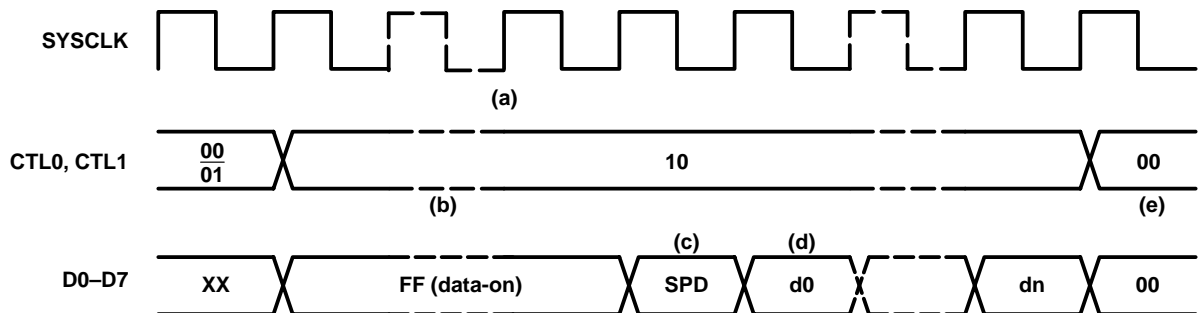 SYSCLK
(a)
CTL0, CTL1
00
01
10
00
(b)
(e)
(c)
(d)
D0–D7
XX
FF (data-on)
SPD
d0
dn
00